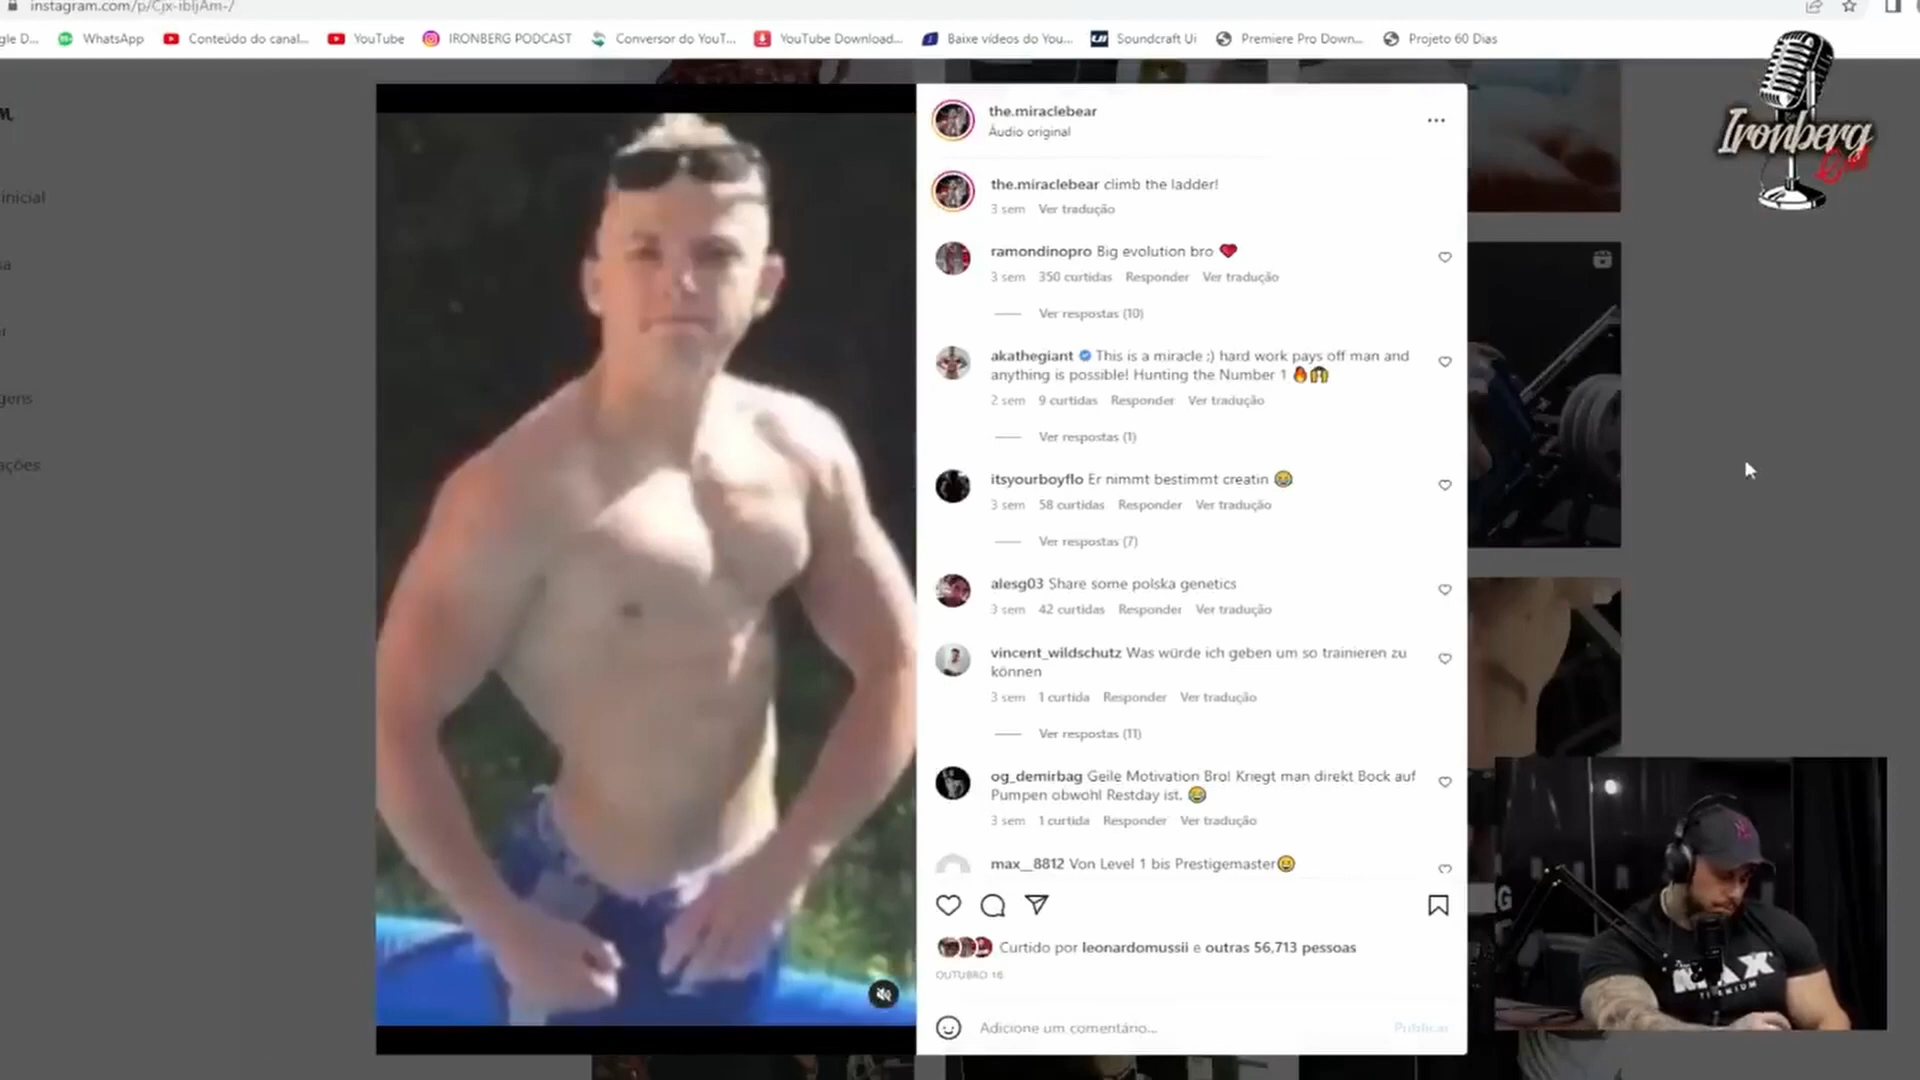 instagram.com/p/Cjx-ibljAm-/
gle D... WhatsApp Conteúdo do canal... YouTube IRONBERG PODCAST Conversor do YouT... YouTube Download... Baixe vídeos do You... Soundcraft Ui Premiere Pro Down... Projeto 60 Dias
Ironberg
the.miraclebear
Áudio original
the.miraclebear climb the ladder!
3 sem Ver tradução
inicial
ramondinopro Big evolution bro ❤️
3 sem 350 curtidas Responder Ver tradução
Ver respostas (10)
akathegiant This is a miracle ;) hard work pays off man and
anything is possible! Hunting the Number 1 🔥🙌
2 sem 9 curtidas Responder Ver tradução
gens
Ver respostas (1)
ações
itsyourboyflo Er nimmt bestimmt creatin 😂
3 sem 58 curtidas Responder Ver tradução
Ver respostas (7)
alesg03 Share some polska genetics
3 sem 42 curtidas Responder Ver tradução
vincent_wildschutz Was würde ich geben um so trainieren zu
können
3 sem 1 curtida Responder Ver tradução
Ver respostas (11)
og_demirbag Geile Motivation Bro! Kriegt man direkt Bock auf
Pumpen obwohl Restday ist. 😂
3 sem 1 curtida Responder Ver tradução
max__8812 Von Level 1 bis Prestigemaster😄
Curtido por leonardomussii e outras 56,713 pessoas
OUTUBRO 16
Adicione um comentário...
Publicar
MAX
TITANIUM